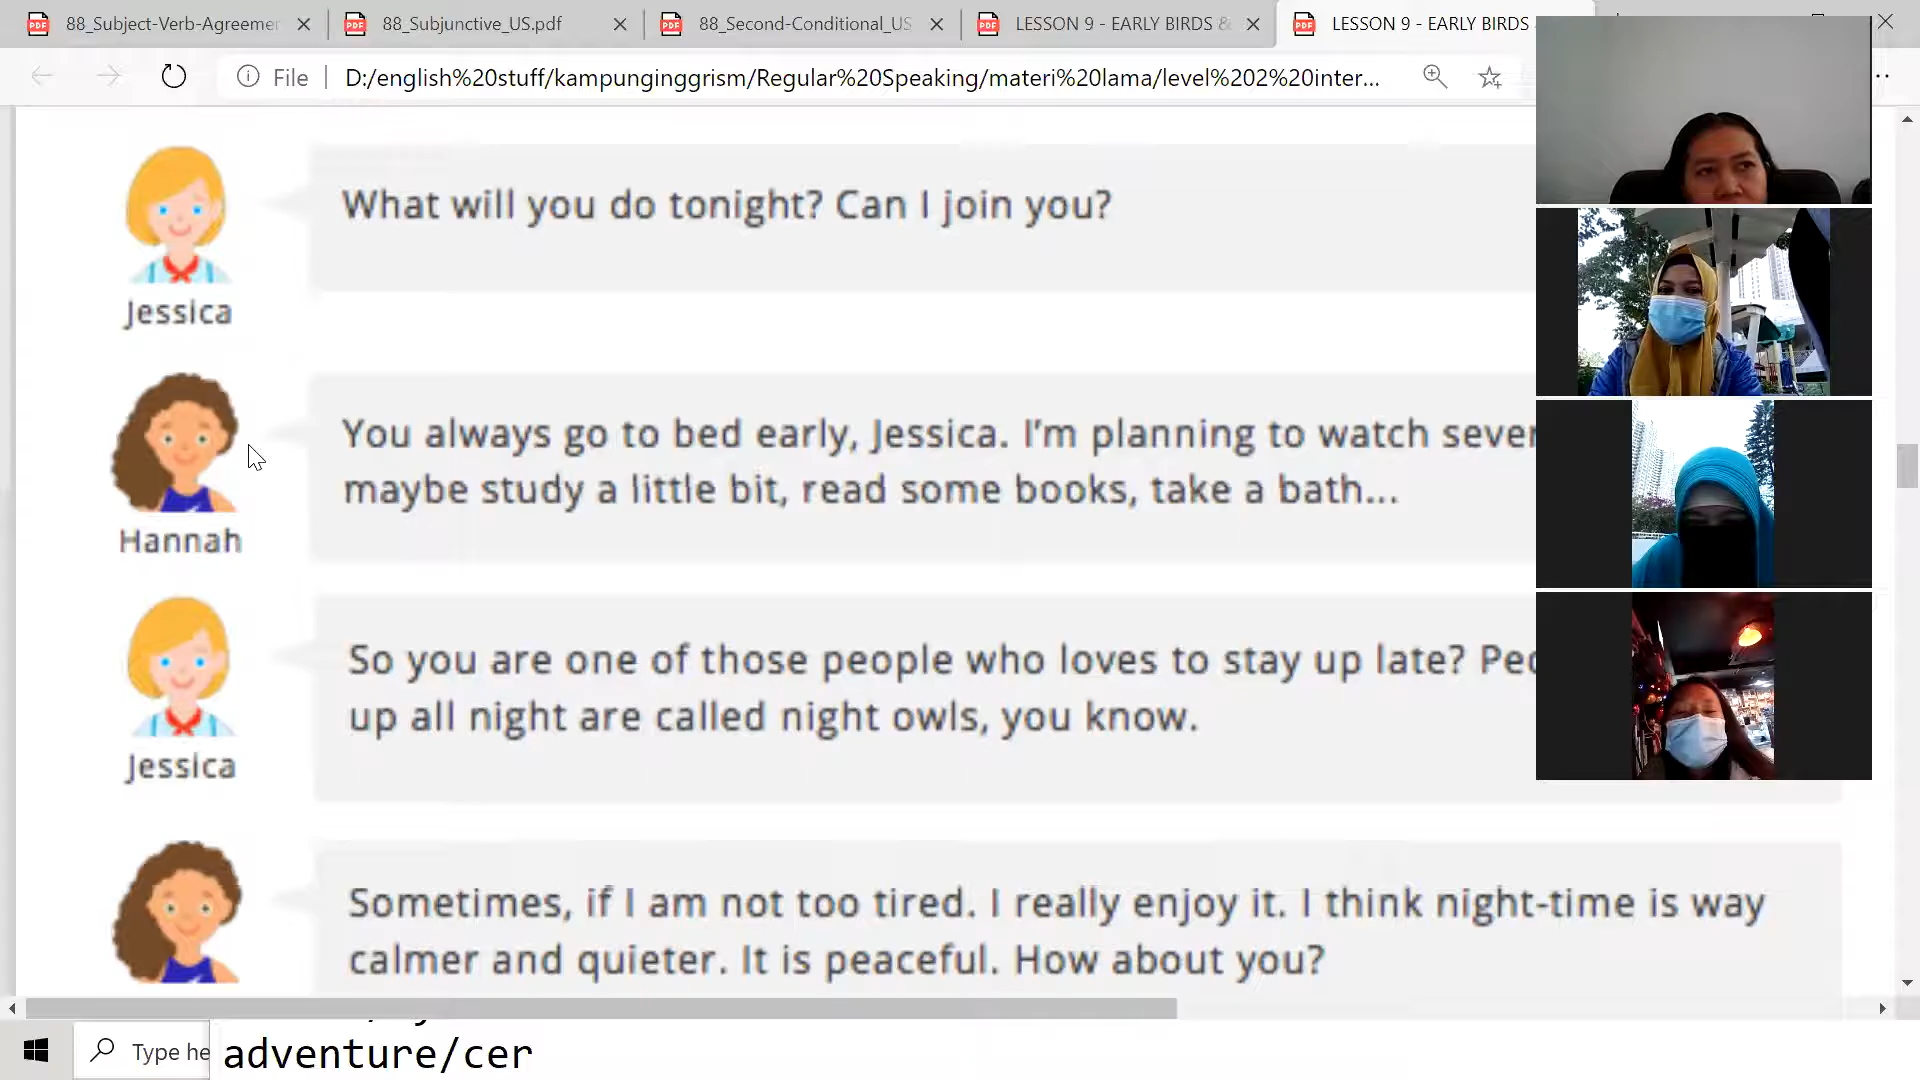 88_Subject-Verb-Agreemer
88_Subjunctive_US.pdf
88_Second-Conditional_US
LESSON 9 - EARLY BIRDS &
LESSON 9 - EARLY BIRDS
File
D:/english%20stuff/kampunginggrism/Regular%20Speaking/materi%20lama/level%202%20inter...
What will you do tonight? Can I join you?
Jessica
You always go to bed early, Jessica. I'm planning to watch sever
maybe study a little bit, read some books, take a bath...
Hannah
So you are one of those people who loves to stay up late? Peo
up all night are called night owls, you know.
Jessica
Sometimes, if I am not too tired. I really enjoy it. I think night-time is way
calmer and quieter. It is peaceful. How about you?
Type he
adventure/cer